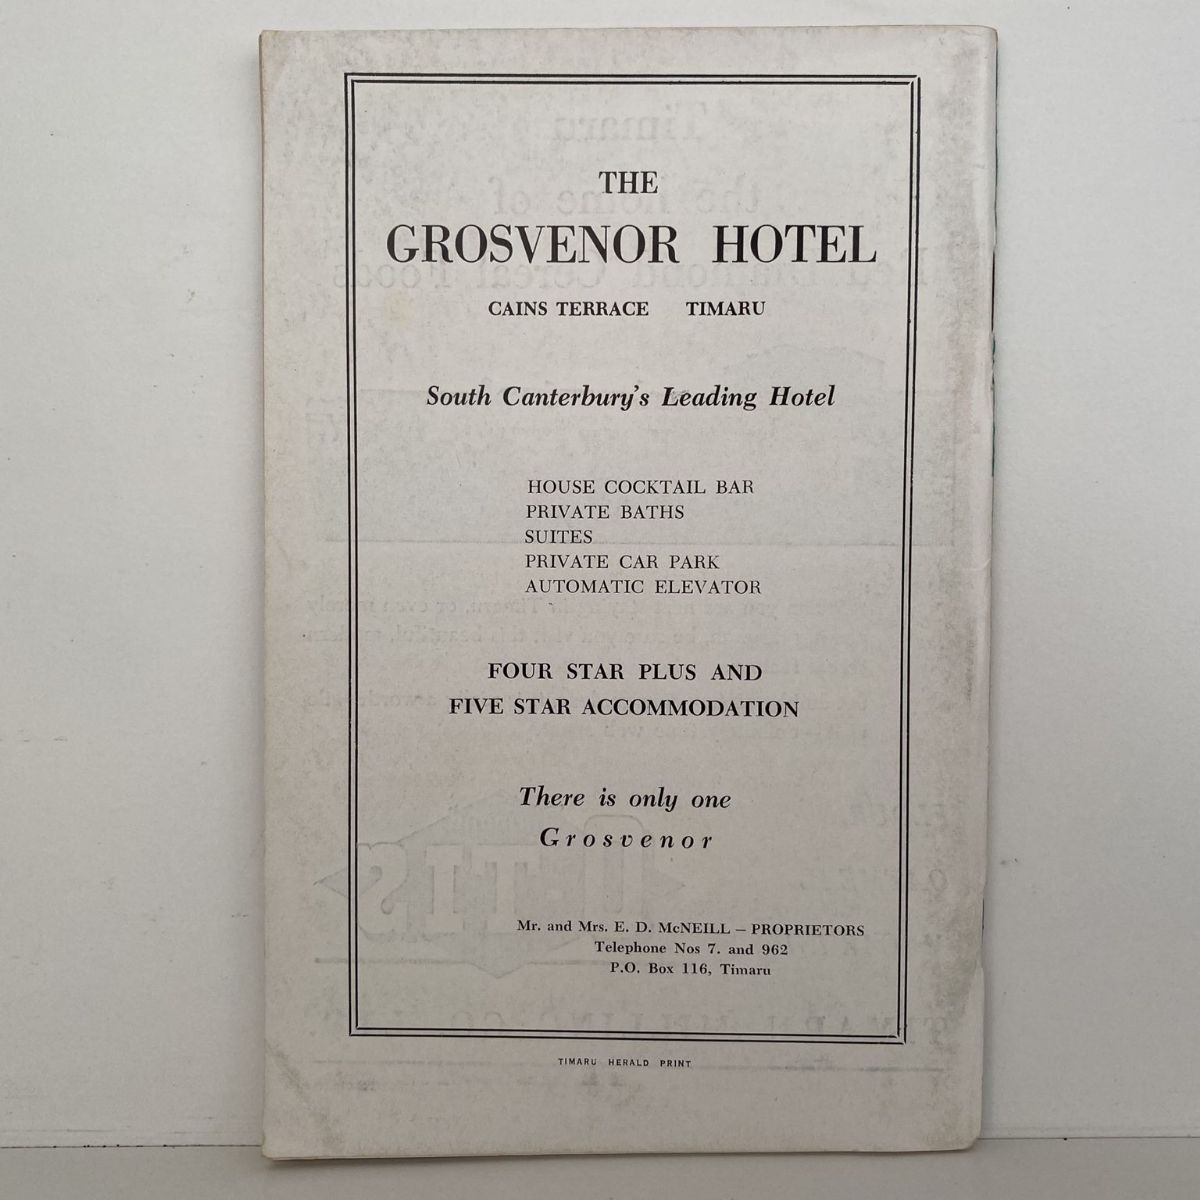 THE
GROSVENOR HOTEL
CAINS TERRACE TIMARU
South Canterbury's Leading Hotel
HOUSE COCKTAIL BAR
PRIVATE BATHS
SUITES
PRIVATE CAR PARK
AUTOMATIC ELEVATOR
FOUR STAR PLUS AND
FIVE STAR ACCOMMODATION
There is only one
Grosvenor
Mr. and Mrs. E. D. McNEILL – PROPRIETORS
Telephone Nos 7. and 962
P.O. Box 116, Timaru
TIMARU HERALD PRINT